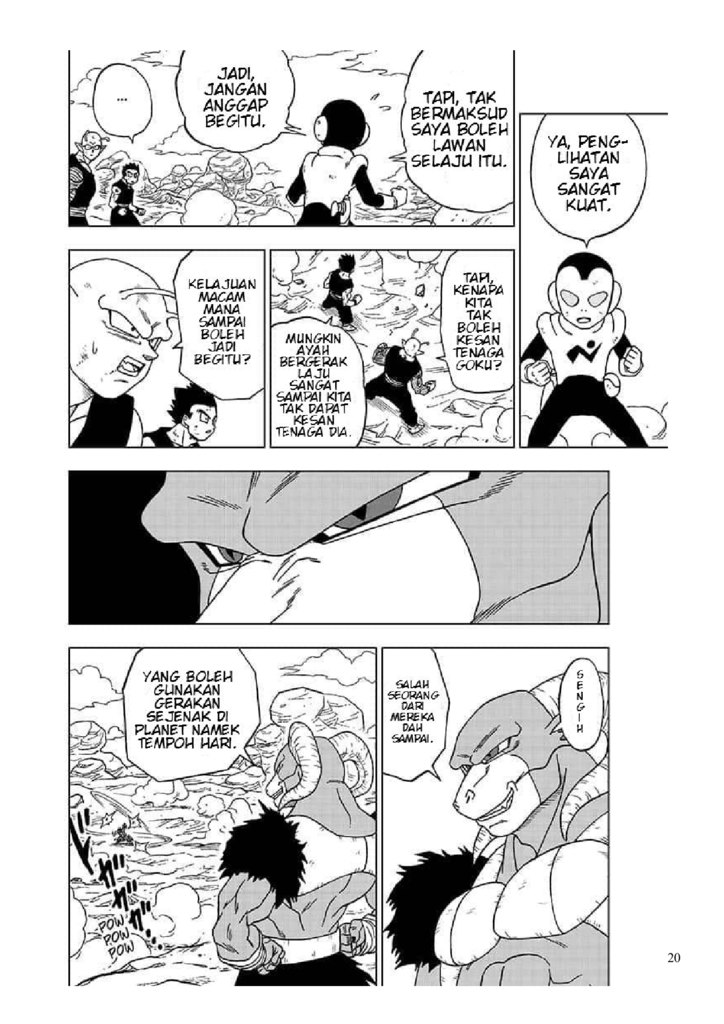 YA, PENG-
LIHATAN
SAYA
SANGAT
KUAT.
TAPI, TAK
BERMAKSUD
SAYA BOLEH
LAWAN
SELAJU ITU.
JADI,
JANGAN
ANGGAP
BEGITU.
...
TAPI,
KENAPA
KITA
TAK
BOLEH
KESAN
TENAGA
GOKU?
MUNGKIN
AYAH
BERGERAK
LAJU
SANGAT
SAMPAI KITA
TAK DAPAT
KESAN
TENAGA DIA.
KELAJUAN
MACAM
MANA
SAMPAI
BOLEH
JADI
BEGITU?
SENGIH
SALAH
SEORANG
DARI
MEREKA
DAH
SAMPAI.
YANG BOLEH
GUNAKAN
GERAKAN
SEJENAK DI
PLANET NAMEK
TEMPOH HARI.
POW
POW
POW
20